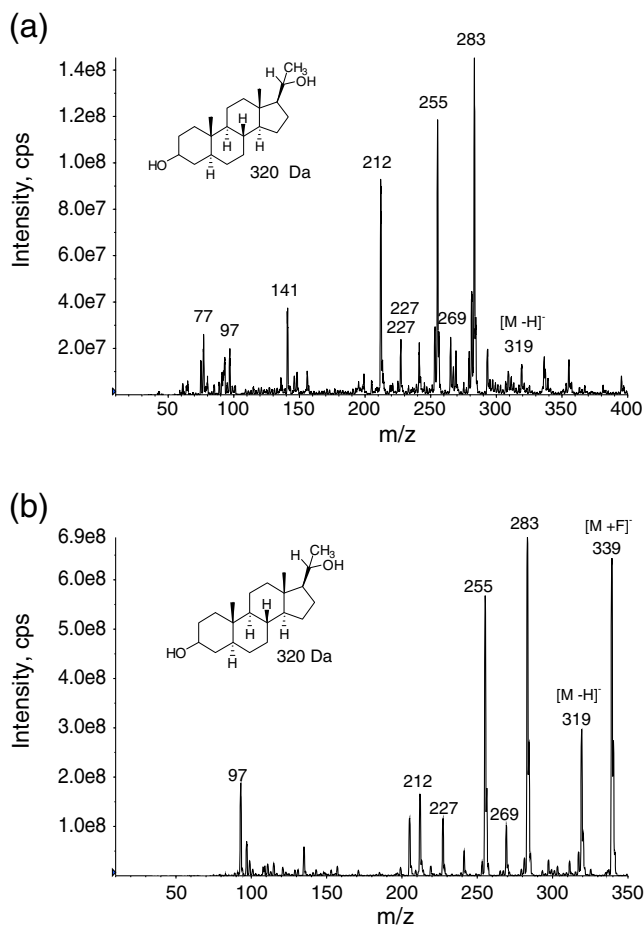 (a)
Intensity, cps
1.4e8
1.2e8
1.0e8
8.0e7
6.0e7
4.0e7
2.0e7
H CH3
OH
H
H H
HO
H
320 Da
77
97
141
212
227
227
255
269
283
[M -H]-
319
50 100 150 200 250 300 350 400
m/z
(b)
Intensity, cps
6.9e8
6.0e8
5.0e8
4.0e8
3.0e8
2.0e8
1.0e8
H CH3
OH
H
H H
HO
H
320 Da
97
212
227
255
269
283
[M -H]-
319
[M +F]-
339
50 100 150 200 250 300 350
m/z